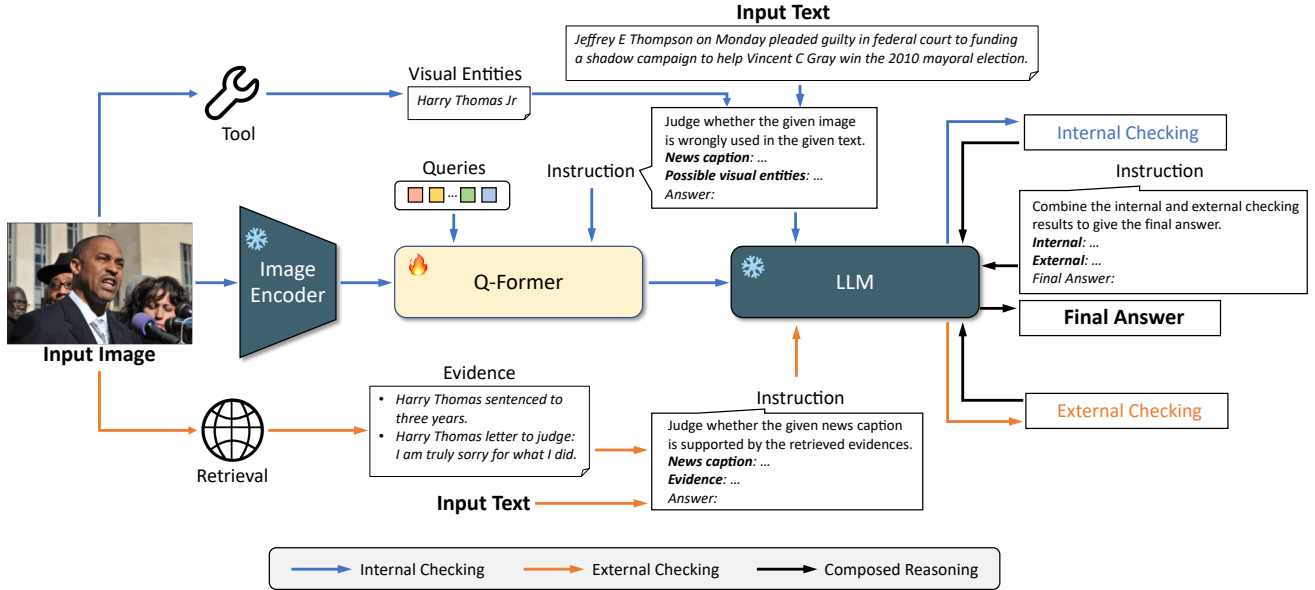 Input Text
Jeffrey E Thompson on Monday pleaded guilty in federal court to funding
a shadow campaign to help Vincent C Gray win the 2010 mayoral election.
Visual Entities
Harry Thomas Jr
Tool
Judge whether the given image
is wrongly used in the given text.
News caption: ...
Possible visual entities: ...
Answer:
Internal Checking
Queries
...
Instruction
Instruction
Combine the internal and external checking
results to give the final answer.
Internal: ...
External: ...
Final Answer:
Image
Encoder
Q-Former
LLM
Final Answer
Input Image
Evidence
• Harry Thomas sentenced to
three years.
• Harry Thomas letter to judge:
I am truly sorry for what I did.
Retrieval
Instruction
Judge whether the given news caption
is supported by the retrieved evidences.
News caption: ...
Evidence: ...
Answer:
External Checking
Input Text
Internal Checking
External Checking
Composed Reasoning